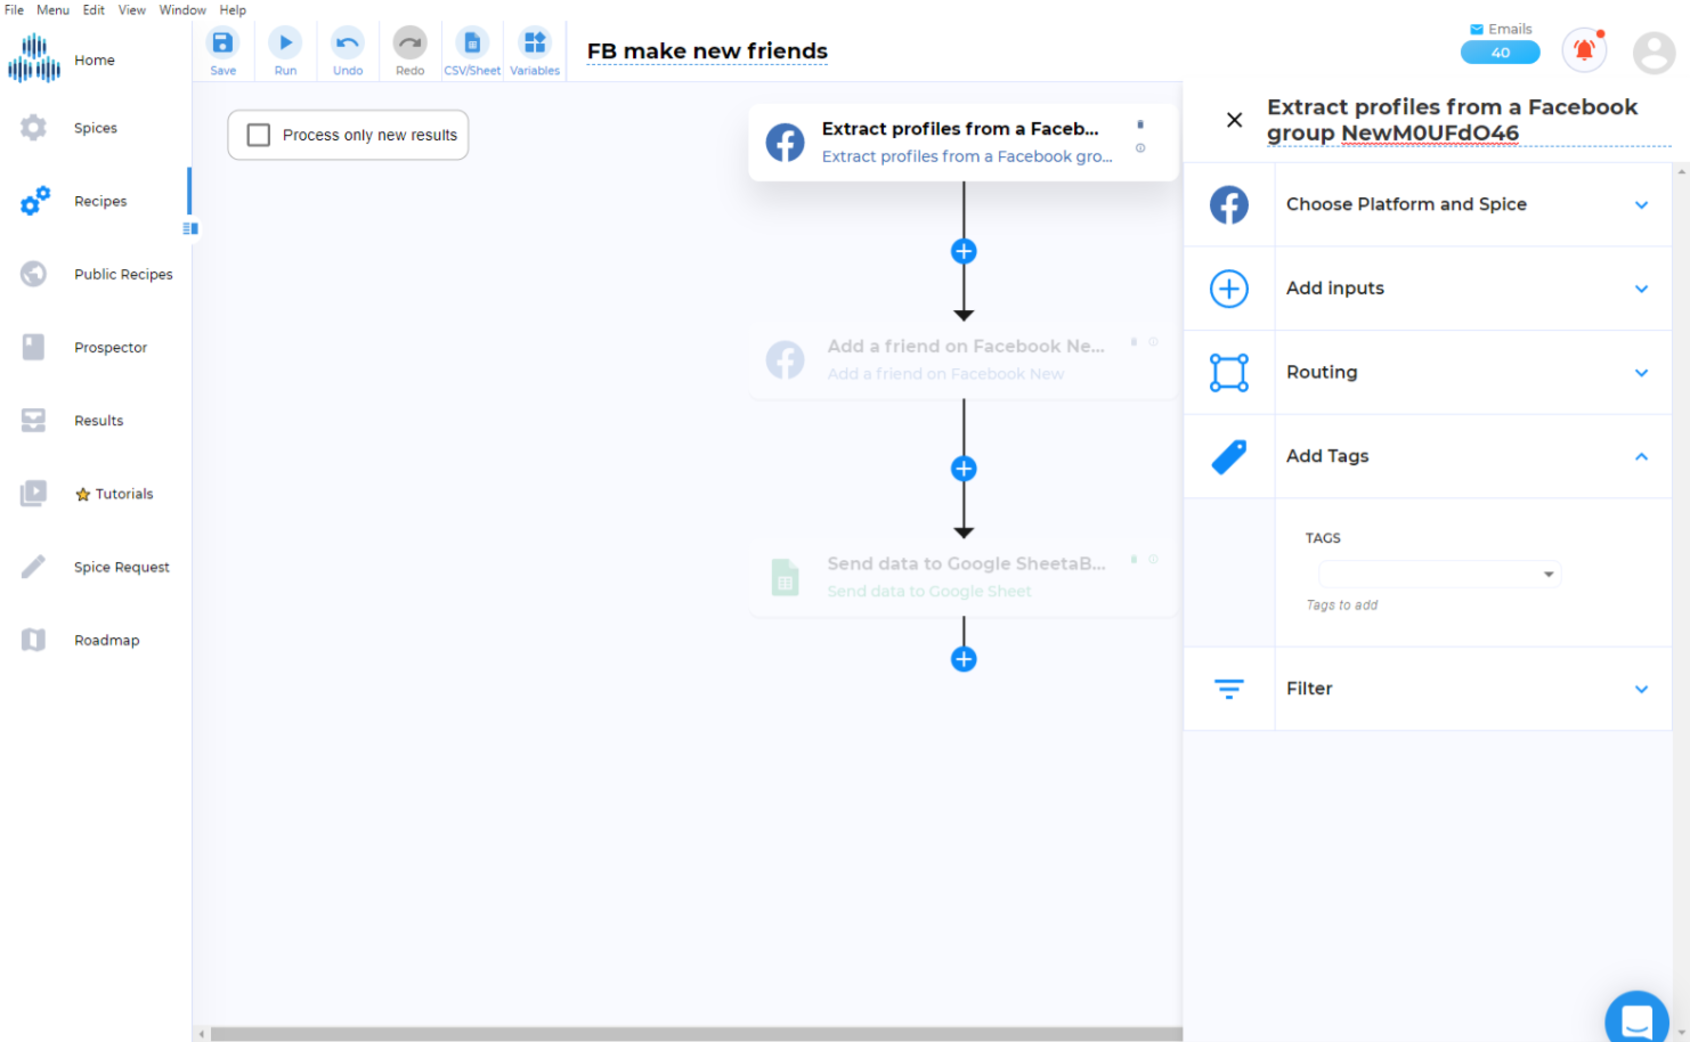 File Menu Edit View Window Help
Home
Spices
Recipes
Public Recipes
Prospector
Results
Tutorials
Spice Request
Roadmap
Save
Run
Undo
Redo
CSV/Sheet
Variables
FB make new friends
Emails
40
Process only new results
Extract profiles from a Faceb...
Extract profiles from a Facebook gro...
Add a friend on Facebook Ne...
Add a friend on Facebook New
Send data to Google SheetaB...
Send data to Google Sheet
Extract profiles from a Facebook
group NewM0UFdO46
Choose Platform and Spice
Add inputs
Routing
Add Tags
TAGS
Tags to add
Filter